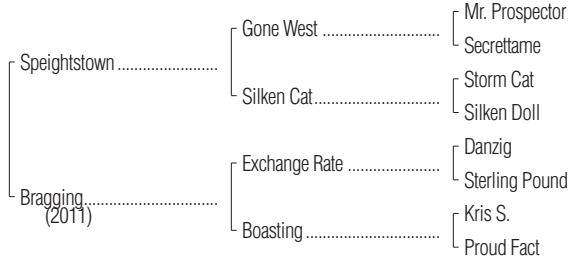 Mr. Prospector
Gone West
Secrettame
Speightstown
Storm Cat
Silken Cat
Silken Doll
Danzig
Exchange Rate
Sterling Pound
Bragging
(2011)
Kris S.
Boasting
Proud Fact